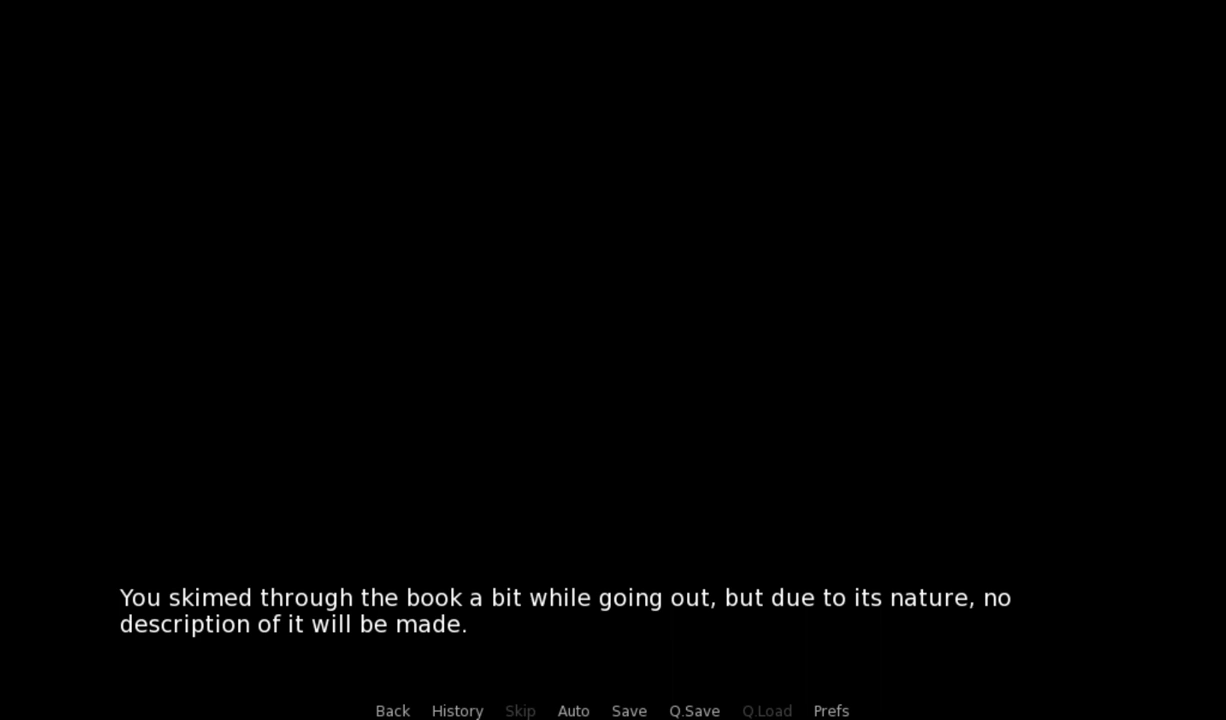 You skimed through the book a bit while going out, but due to its nature, no
description of it will be made.
Back History Skip Auto Save Q.Save Q.Load Prefs